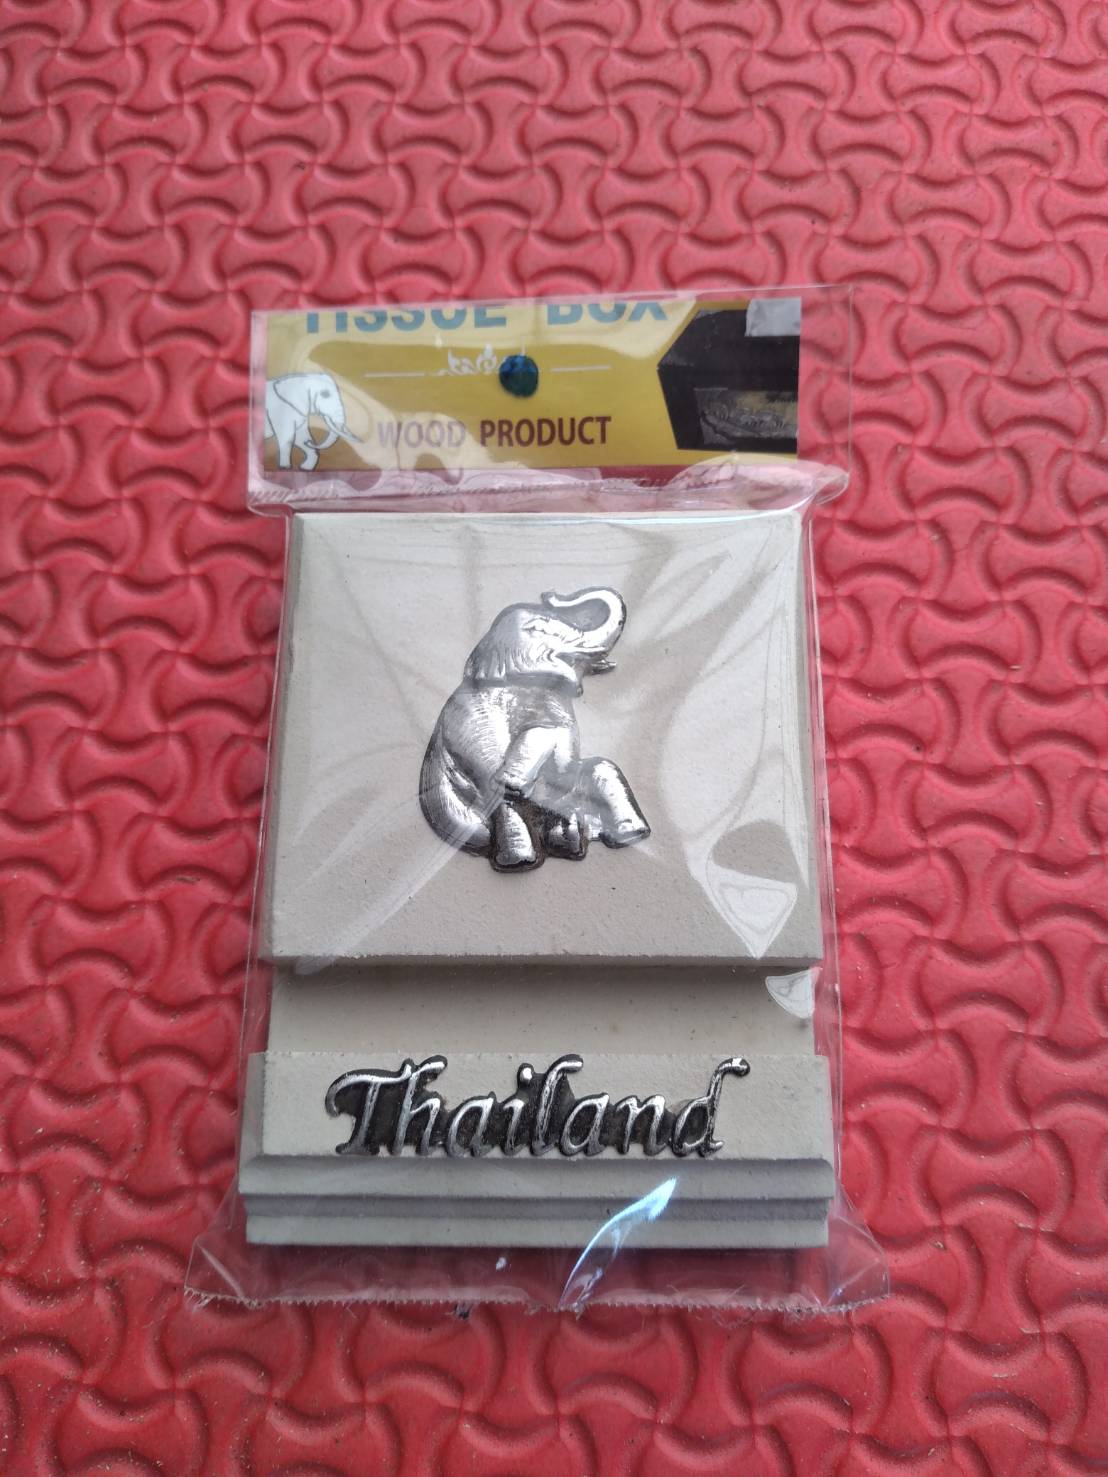 TISSUE BOX
WOOD PRODUCT
Thailand